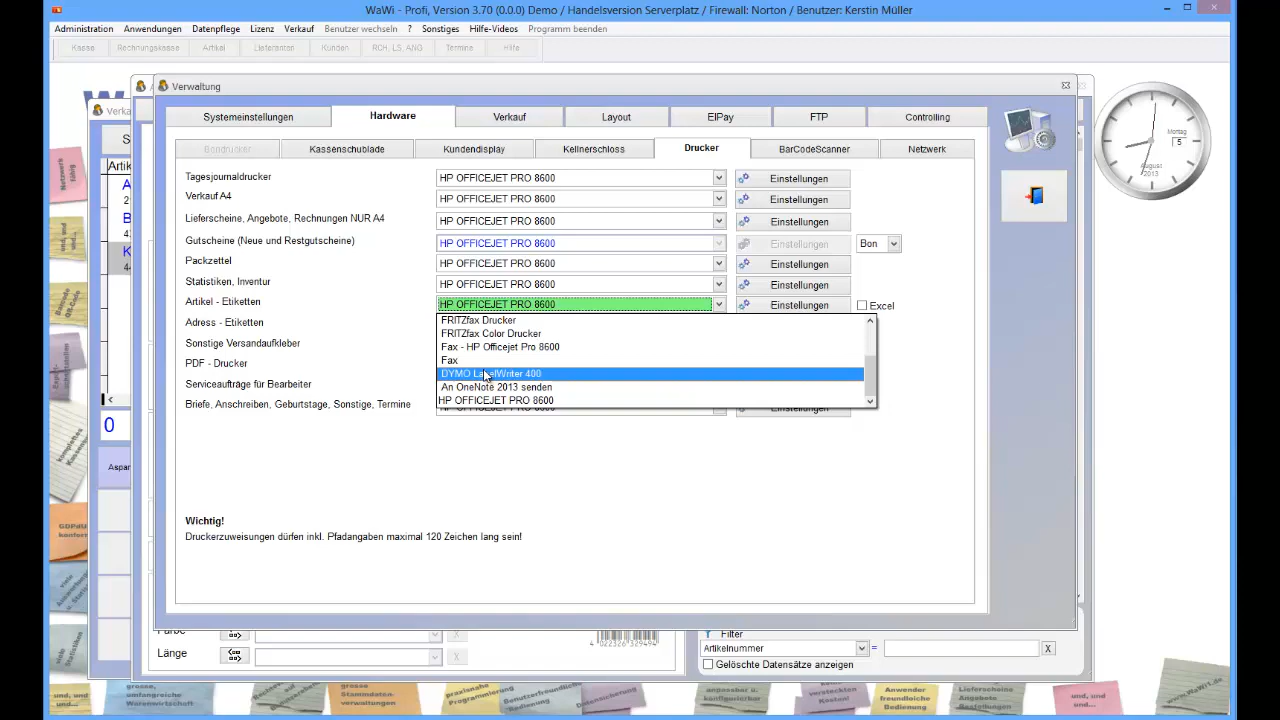 WaWi - Profi, Version 3.70 (0.0.0) Demo / Handelsversion Serverplatz / Firewall: Norton / Benutzer: Kerstin Müller
Administration Anwendungen Datenpflege Lizenz Verkauf Benutzer wechseln ? Sonstiges Hilfe-Videos Programm beenden
Kasse Rechnungskasse Artikel Lieferanten Kunden RCH, LS, ANG Termine Hilfe
Verwaltung
Systemeinstellungen Hardware Verkauf Layout ElPay FTP Controlling
Bondrucker Kassenschublade Kundendisplay Kellnerschloss Drucker BarCodeScanner Netzwerk
Tagesjournaldrucker HP OFFICEJET PRO 8600 Einstellungen
Verkauf A4 HP OFFICEJET PRO 8600 Einstellungen
Lieferscheine, Angebote, Rechnungen NUR A4 HP OFFICEJET PRO 8600 Einstellungen
Gutscheine (Neue und Restgutscheine) HP OFFICEJET PRO 8600 Einstellungen Bon
Packzettel HP OFFICEJET PRO 8600 Einstellungen
Statistiken, Inventur HP OFFICEJET PRO 8600 Einstellungen
Artikel - Etiketten HP OFFICEJET PRO 8600 Einstellungen Excel
Adress - Etiketten FRITZfax Drucker
FRITZfax Color Drucker
Sonstige Versandaufkleber Fax - HP Officejet Pro 8600
PDF - Drucker Fax
DYMO LabelWriter 400
Serviceaufträge für Bearbeiter An OneNote 2013 senden
Briefe, Anschreiben, Geburtstage, Sonstige, Termine HP OFFICEJET PRO 8600
Wichtig!
Druckerzuweisungen dürfen inkl. Pfadangaben maximal 120 Zeichen lang sein!
Montag
5
August
2013
0
Länge
4 022326 329494
Filter
Artikelnummer = X
Gelöschte Datensätze anzeigen